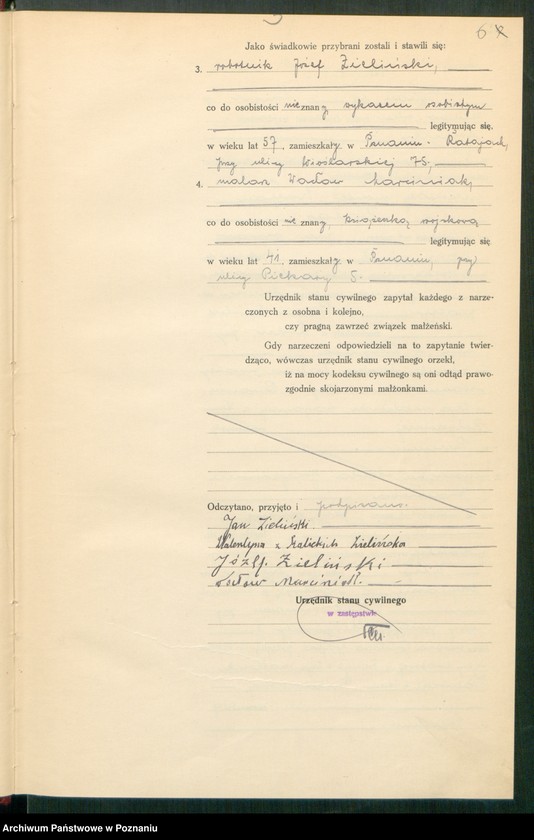 6
Jako świadkowie przybrani zostali i stawili się:
3. robotnik Józef Zieliński,
co do osobistości nie znany wykazem osobistym
legitymując się.
w wieku lat 57, zamieszkały w Poznaniu - Ratajach,
przy ulicy 75,
4. malarz Wacław Marciniak,
co do osobistości nie znany, książeczką wojskową
legitymując się
w wieku lat 41, zamieszkały w Poznaniu, przy
ulicy Piekary 5.
Urzędnik stanu cywilnego zapytał każdego z narze-
czonych z osobna i kolejno,
czy pragną zawrzeć związek małżeński.
Gdy narzeczeni odpowiedzieli na to zapytanie twier-
dząco, wówczas urzędnik stanu cywilnego orzekł,
iż na mocy kodeksu cywilnego są oni odtąd prawo-
zgodnie skojarzonymi małżonkami.
Odczytano, przyjęto i podpisano.
Jan Zieliński
Walentyna z Zielińska
Józef Zieliński
Wacław Marciniak.
Urzędnik stanu cywilnego
w zastępstwie
Archiwum Państwowe w Poznaniu